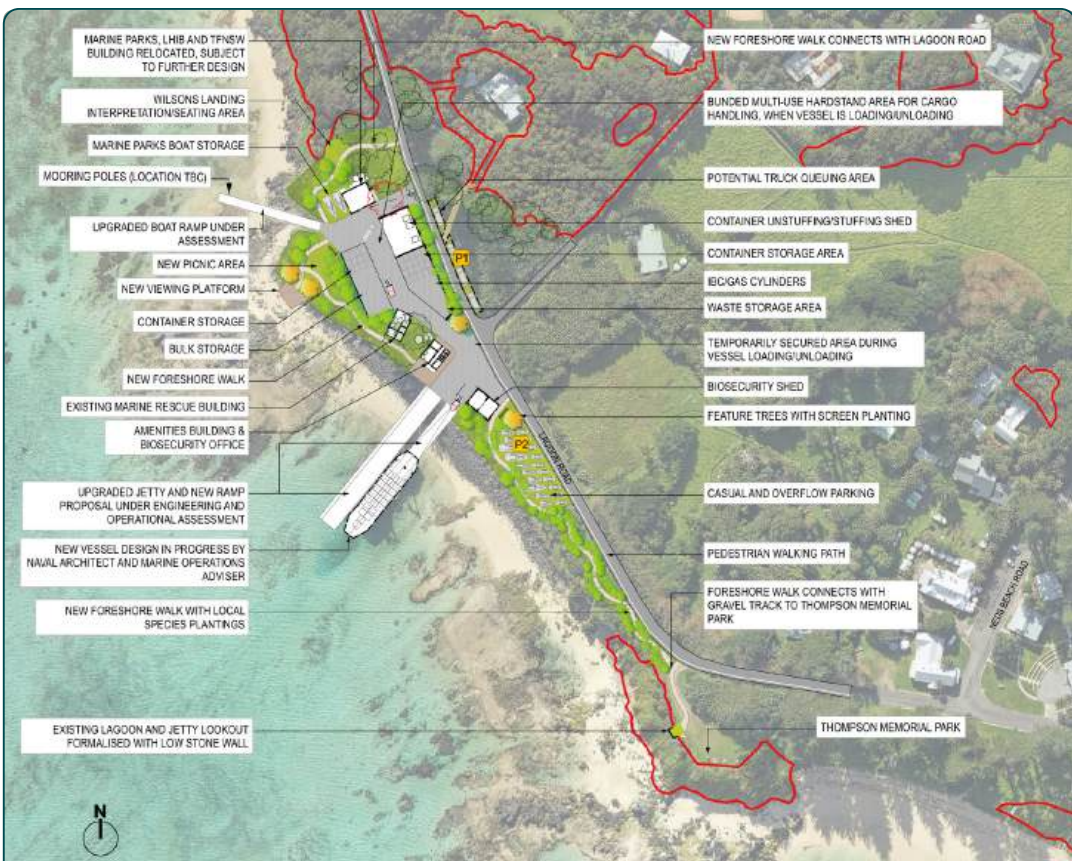 MARINE PARKS, LHIB AND TFNSW
BUILDING RELOCATED, SUBJECT
TO FURTHER DESIGN
WILSONS LANDING
INTERPRETATION/SEATING AREA
MARINE PARKS BOAT STORAGE
MOORING POLES (LOCATION TBC)
UPGRADED BOAT RAMP UNDER
ASSESSMENT
NEW PICNIC AREA
NEW VIEWING PLATFORM
CONTAINER STORAGE
BULK STORAGE
NEW FORESHORE WALK
EXISTING MARINE RESCUE BUILDING
AMENITIES BUILDING &
BIOSECURITY OFFICE
UPGRADED JETTY AND NEW RAMP
PROPOSAL UNDER ENGINEERING AND
OPERATIONAL ASSESSMENT
NEW VESSEL DESIGN IN PROGRESS BY
NAVAL ARCHITECT AND MARINE OPERATIONS
ADVISER
NEW FORESHORE WALK WITH LOCAL
SPECIES PLANTINGS
EXISTING LAGOON AND JETTY LOOKOUT
FORMALISED WITH LOW STONE WALL
N
P1
P2
LAGOON ROAD
NEW FORESHORE WALK CONNECTS WITH LAGOON ROAD
BUNDED MULTI-USE HARDSTAND AREA FOR CARGO
HANDLING, WHEN VESSEL IS LOADING/UNLOADING
POTENTIAL TRUCK QUEUING AREA
CONTAINER UNSTUFFING/STUFFING SHED
CONTAINER STORAGE AREA
IBC/GAS CYLINDERS
WASTE STORAGE AREA
TEMPORARILY SECURED AREA DURING
VESSEL LOADING/UNLOADING
BIOSECURITY SHED
FEATURE TREES WITH SCREEN PLANTING
CASUAL AND OVERFLOW PARKING
PEDESTRIAN WALKING PATH
FORESHORE WALK CONNECTS WITH
GRAVEL TRACK TO THOMPSON MEMORIAL
PARK
NEDS BEACH ROAD
THOMPSON MEMORIAL PARK